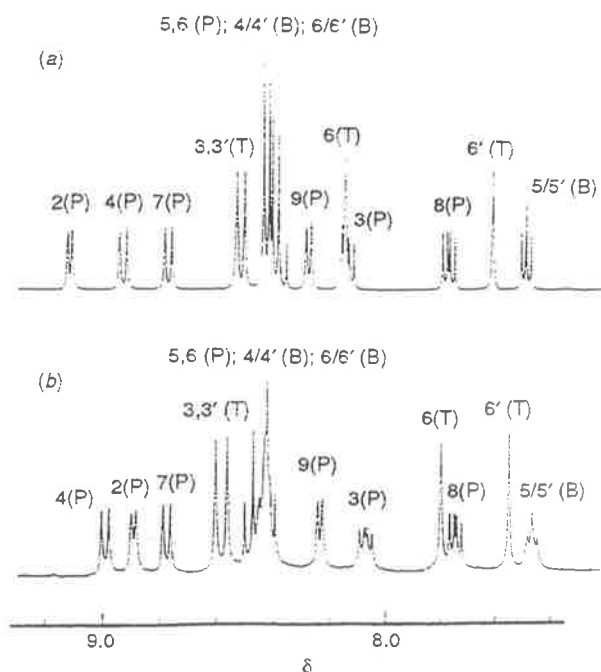 5,6 (P); 4/4′ (B); 6/6′ (B)
(a)
3,3′(T)
6(T)
6′ (T)
5/5′ (B)
2(P) 4(P) 7(P)
9(P)
3(P)
8(P)
5,6 (P); 4/4′ (B); 6/6′ (B)
(b)
3,3′ (T)
6(T)
6′ (T)
4(P) 2(P) 7(P)
9(P)
3(P)
8(P)
5/5′ (B)
9.0 8.0
δ